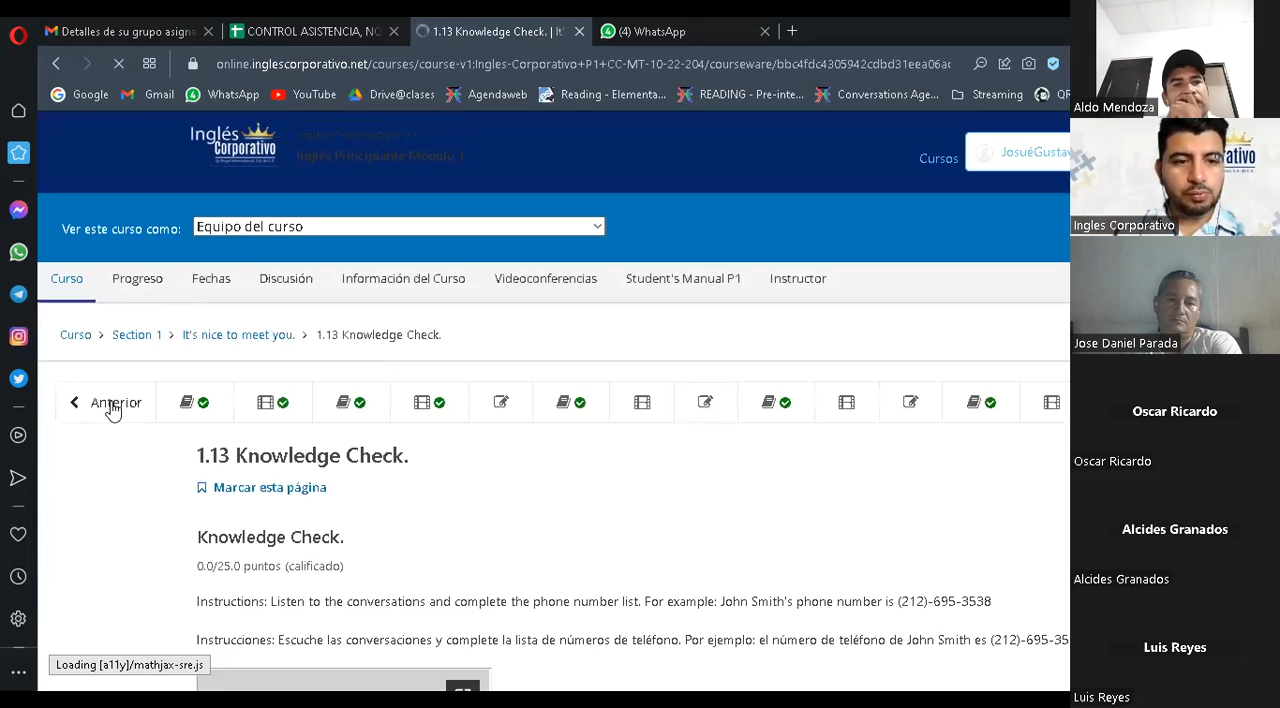 Detalles de su grupo asigna
CONTROL ASISTENCIA, NO
1.13 Knowledge Check. | It'
(4) WhatsApp
online.inglescorporativo.net/courses/course-v1:Ingles-Corporativo+P1+CC-MT-10-22-204/courseware/bbc4fdc4305942cdbd31eea06ac
Google
Gmail
WhatsApp
YouTube
Drive@clases
Agendaweb
Reading - Elementa...
READING - Pre-inte...
Conversations Age...
Streaming
QR
Inglés
Corporativo
Inglés Corporativo P1
Inglés Principiante Módulo 1
Cursos
JosuéGustav
Ver este curso como:
Equipo del curso
Curso
Progreso
Fechas
Discusión
Información del Curso
Videoconferencias
Student's Manual P1
Instructor
Curso > Section 1 > It's nice to meet you. > 1.13 Knowledge Check.
Anterior
1.13 Knowledge Check.
Marcar esta página
Knowledge Check.
0.0/25.0 puntos (calificado)
Instructions: Listen to the conversations and complete the phone number list. For example: John Smith's phone number is (212)-695-3538
Instrucciones: Escuche las conversaciones y complete la lista de números de teléfono. Por ejemplo: el número de teléfono de John Smith es (212)-695-35
Loading [a11y]/mathjax-sre.js
Aldo Mendoza
Ingles Corporativo
Jose Daniel Parada
Oscar Ricardo
Oscar Ricardo
Alcides Granados
Alcides Granados
Luis Reyes
Luis Reyes